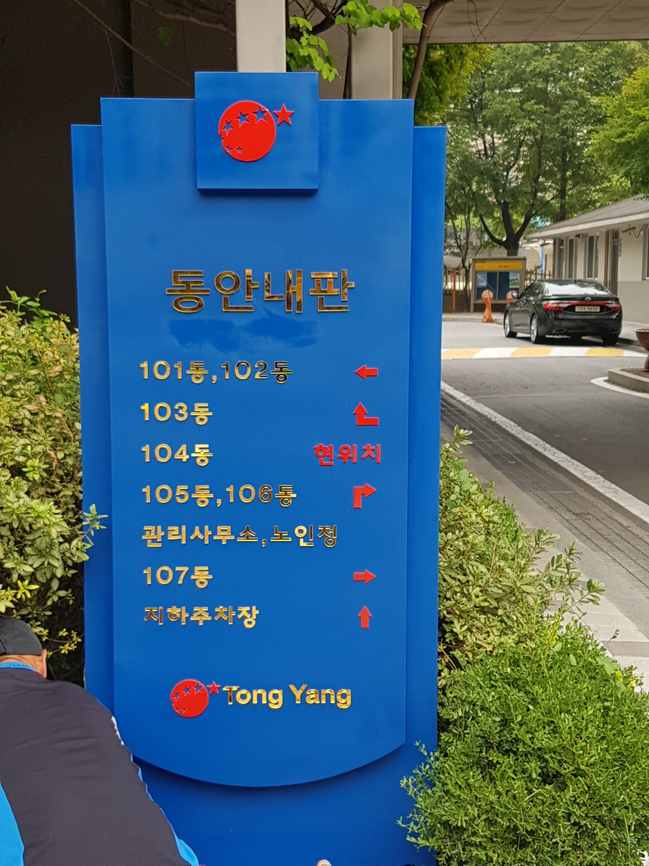 동안내판
101동,102동
103동
104동 현위치
105동,106동
관리사무소,노인정
107동
지하주차장
Tong Yang